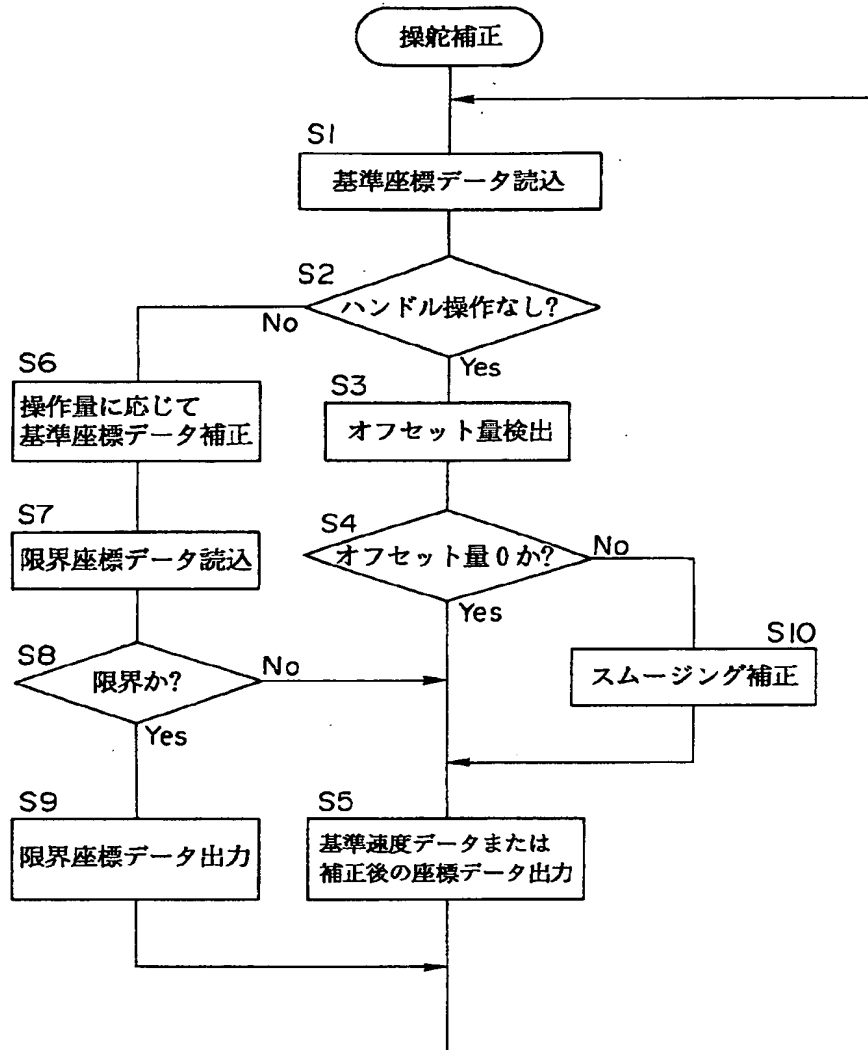 操舵補正
S1
基準座標データ読込
S2
ハンドル操作なし?
No
Yes
S6
操作量に応じて
基準座標データ補正
S3
オフセット量検出
S7
限界座標データ読込
S4
オフセット量0か?
No
Yes
S8
限界か?
No
Yes
S10
スムージング補正
S9
限界座標データ出力
S5
基準速度データまたは
補正後の座標データ出力